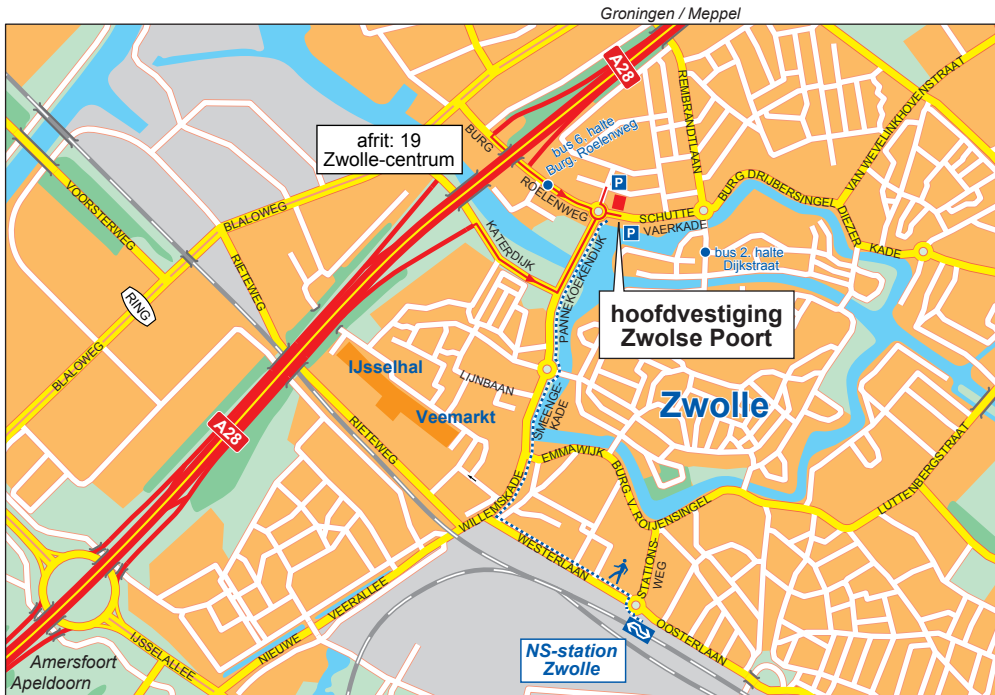 Groningen / Meppel
A28
REMBRANDTLAAN
VAN WEVELINKHOVENSTRAAT
BURG
ROELENWEG
bus 6. halte
Burg. Roelenweg
afrit: 19
Zwolle-centrum
P
P
SCHUTTE
VAERKADE
BURG DRIJBERSINGEL
DIEZER
KADE
bus 2. halte
Dijkstraat
VOORSTERWEG
BLALOWEG
RIETEWEG
KATERDIJK
PANNEKOEKENDIJK
RING
BLALOWEG
hoofdvestiging
Zwolse Poort
IJsselhal
LIJNBAAN
Veemarkt
SMEENGE-
KADE
Zwolle
A28
RIETEWEG
EMMAWIJK
BURG. V. ROIJENSINGEL
LUTTENBERGSTRAAT
WILLEMSKADE
WESTERLAAN
STATIONS-
WEG
NIEUWE VEERALLEE
IJSSELALLEE
OOSTERLAAN
NS-station
Zwolle
Amersfoort
Apeldoorn